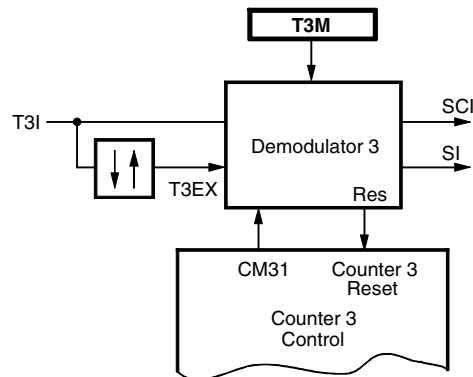 T3M
T3I
Demodulator 3
SCI
SI
T3EX
Res
CM31
Counter 3
Reset
Counter 3
Control